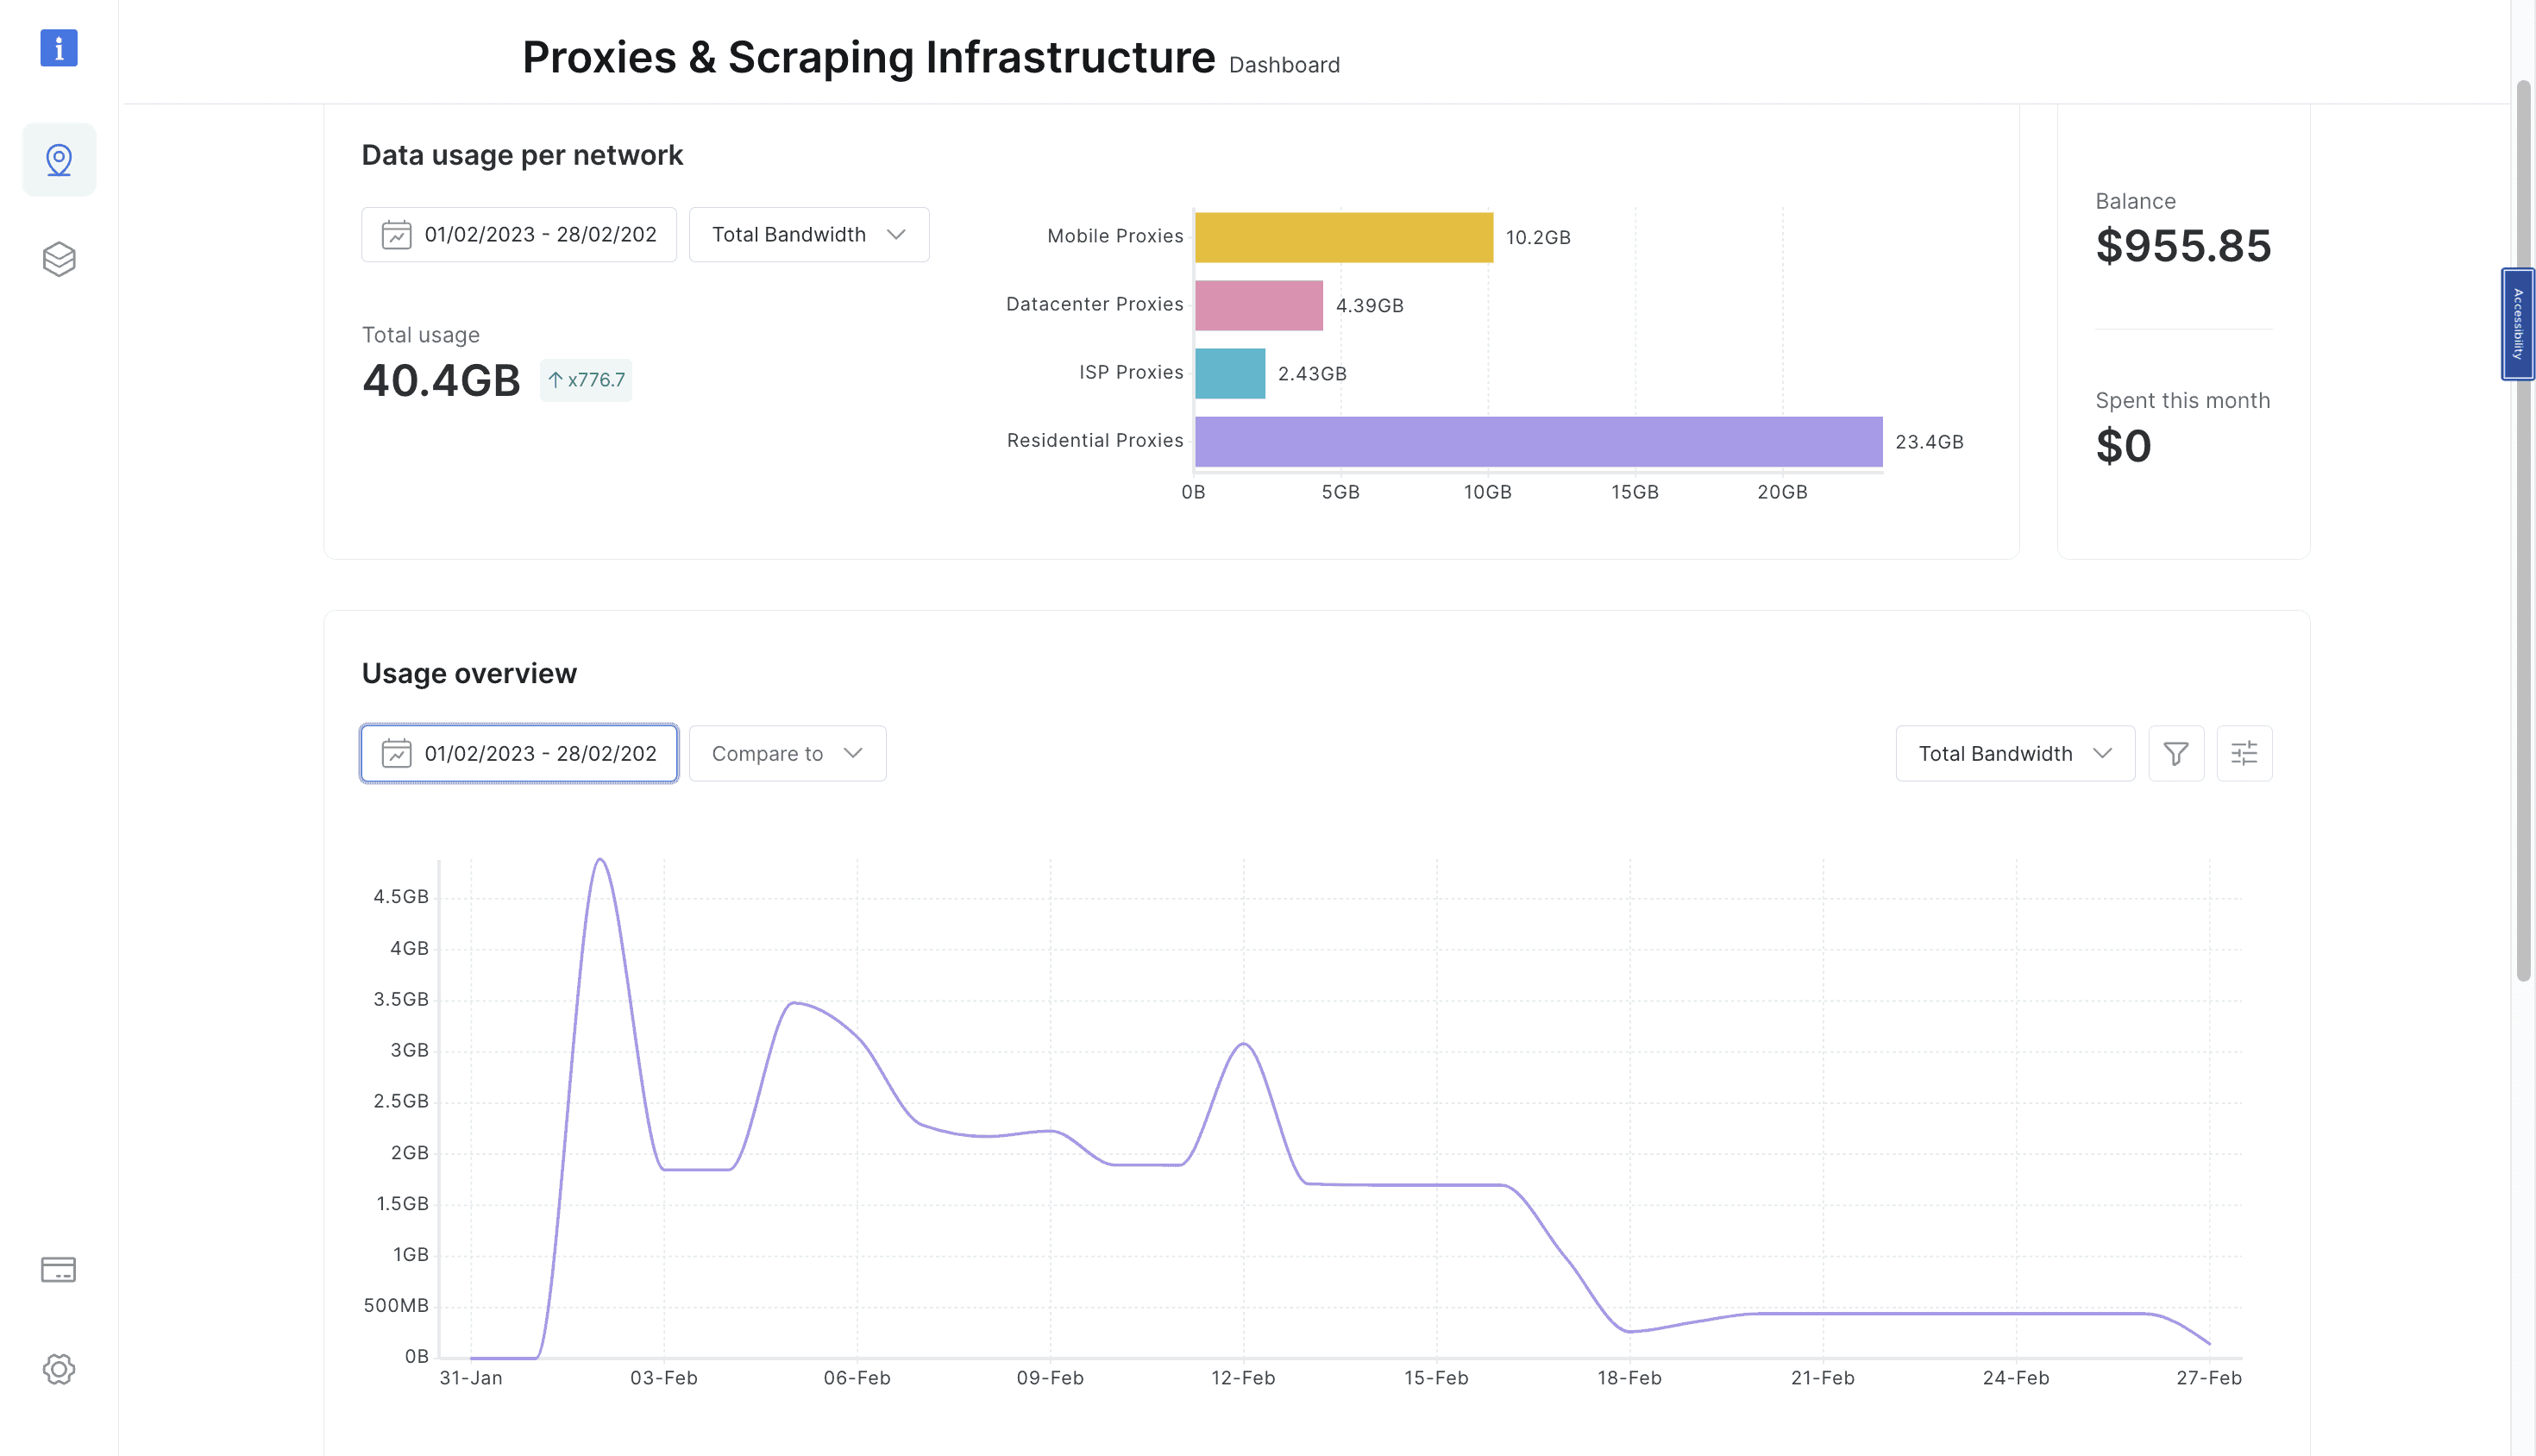 i
Proxies & Scraping Infrastructure Dashboard
Data usage per network
01/02/2023 - 28/02/202
Total Bandwidth
Total usage
40.4GB
x776.7
Mobile Proxies
10.2GB
Datacenter Proxies
4.39GB
ISP Proxies
2.43GB
Residential Proxies
23.4GB
0B 5GB 10GB 15GB 20GB
Balance
$955.85
Spent this month
$0
Accessibility
Usage overview
01/02/2023 - 28/02/202
Compare to
Total Bandwidth
4.5GB
4GB
3.5GB
3GB
2.5GB
2GB
1.5GB
1GB
500MB
0B
31-Jan 03-Feb 06-Feb 09-Feb 12-Feb 15-Feb 18-Feb 21-Feb 24-Feb 27-Feb